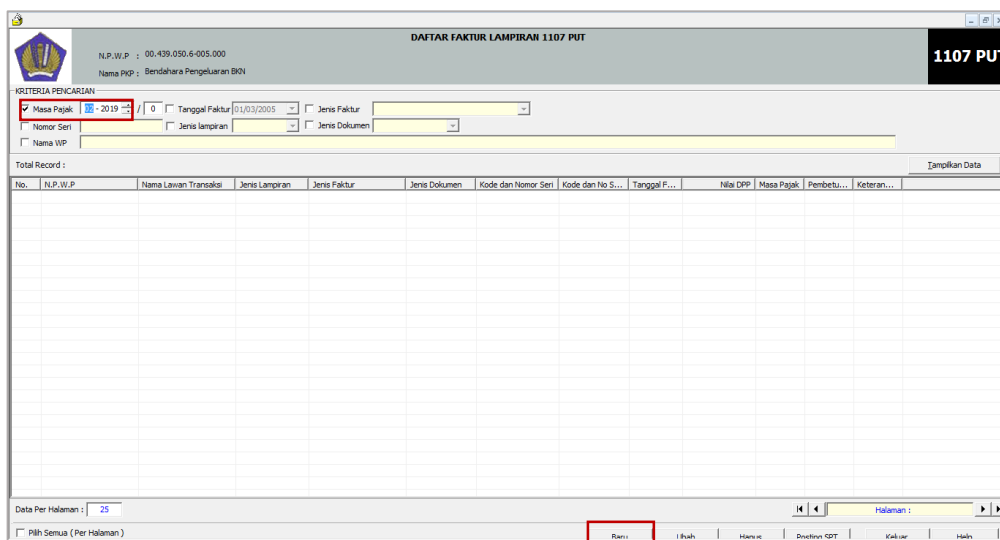 DAFTAR FAKTUR LAMPIRAN 1107 PUT
N.P.W.P : 00.439.050.6-005.000
1107 PUT
Nama PKP : Bendahara Pengeluaran BKN
KRITERIA PENCARIAN
Masa Pajak 02 - 2019 / 0 Tanggal Faktur 01/03/2005 Jenis Faktur
Nomor Seri Jenis lampiran Jenis Dokumen
Nama WP
Total Record : Tampilkan Data
No. N.P.W.P Nama Lawan Transaksi Jenis Lampiran Jenis Faktur Jenis Dokumen Kode dan Nomor Seri Kode dan No S... Tanggal F... Nilai DPP Masa Pajak Pembetu... Keteran...
Data Per Halaman : 25 Halaman :
Pilih Semua ( Per Halaman ) Baru Ubah Hapus Posting SPT Keluar Help